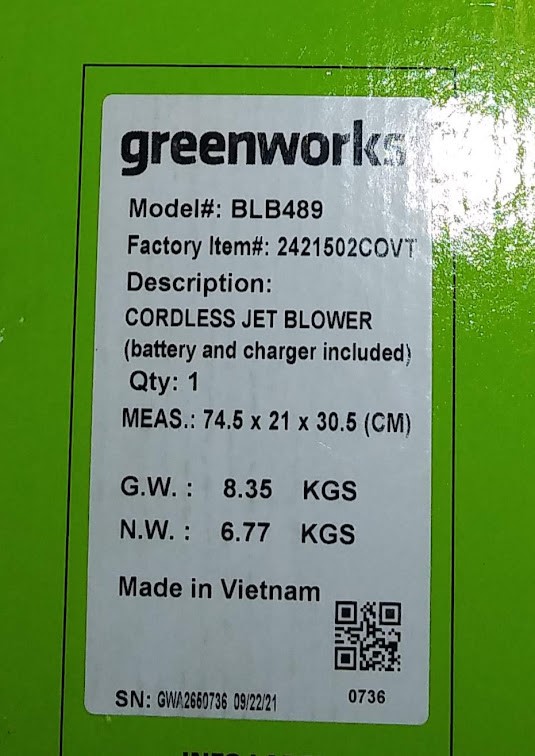 greenworks
Model#: BLB489
Factory Item#: 2421502COVT
Description:
CORDLESS JET BLOWER
(battery and charger included)
Qty: 1
MEAS.: 74.5 x 21 x 30.5 (CM)
G.W. : 8.35 KGS
N.W. : 6.77 KGS
Made in Vietnam
SN: GWA2660736 09/22/21 0736